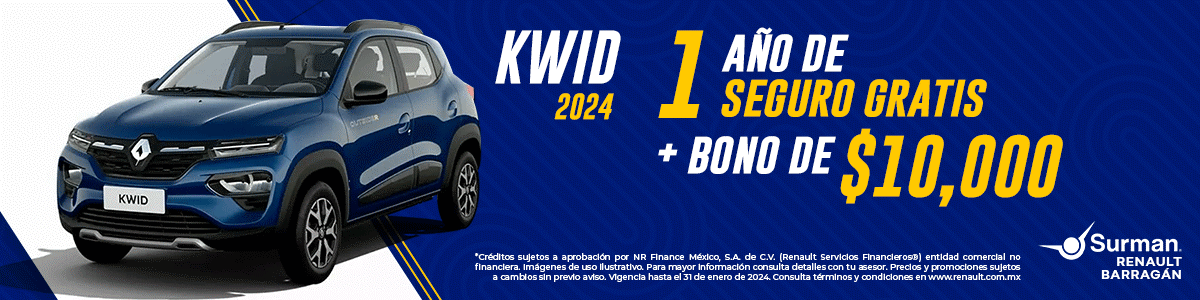 KWID
2024
1 AÑO DE
SEGURO GRATIS
+ BONO DE $10,000
OUTSIDER
KWID
*Créditos sujetos a aprobación por NR Finance México, S.A. de C.V. (Renault Servicios Financieros®) entidad comercial no
financiera. Imágenes de uso ilustrativo. Para mayor información consulta detalles con tu asesor. Precios y promociones sujetos
a cambios sin previo aviso. Vigencia hasta el 31 de enero de 2024. Consulta términos y condiciones en www.renault.com.mx
Surman
RENAULT
BARRAGÁN